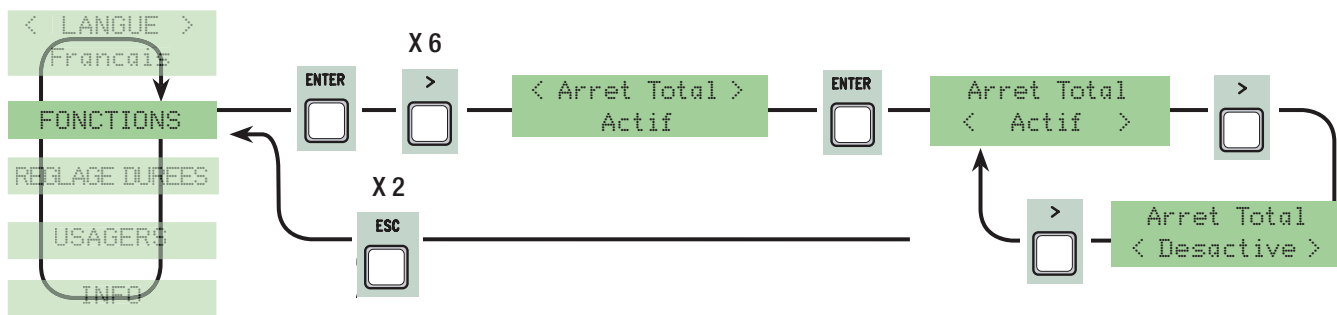 < LANGUE >
Francais
FONCTIONS
REGLAGE DUREES
USAGERS
INFO
ENTER
X 6
>
< Arret Total >
Actif
ENTER
Arret Total
< Actif >
>
X 2
ESC
>
Arret Total
< Desactive >